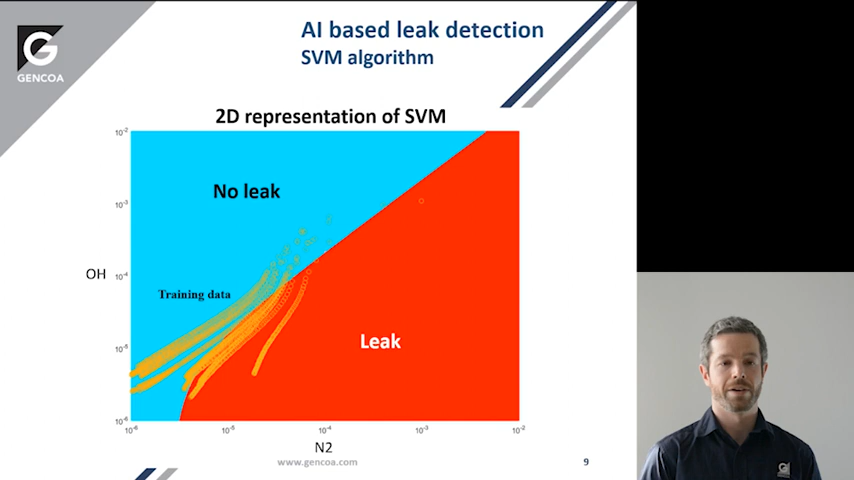 GENCOA
AI based leak detection
SVM algorithm
2D representation of SVM
10-2
10-3
10-4
10-5
10-6
OH
No leak
Training data
Leak
10-6
10-5
10-4
10-3
10-2
N2
www.gencoa.com
9